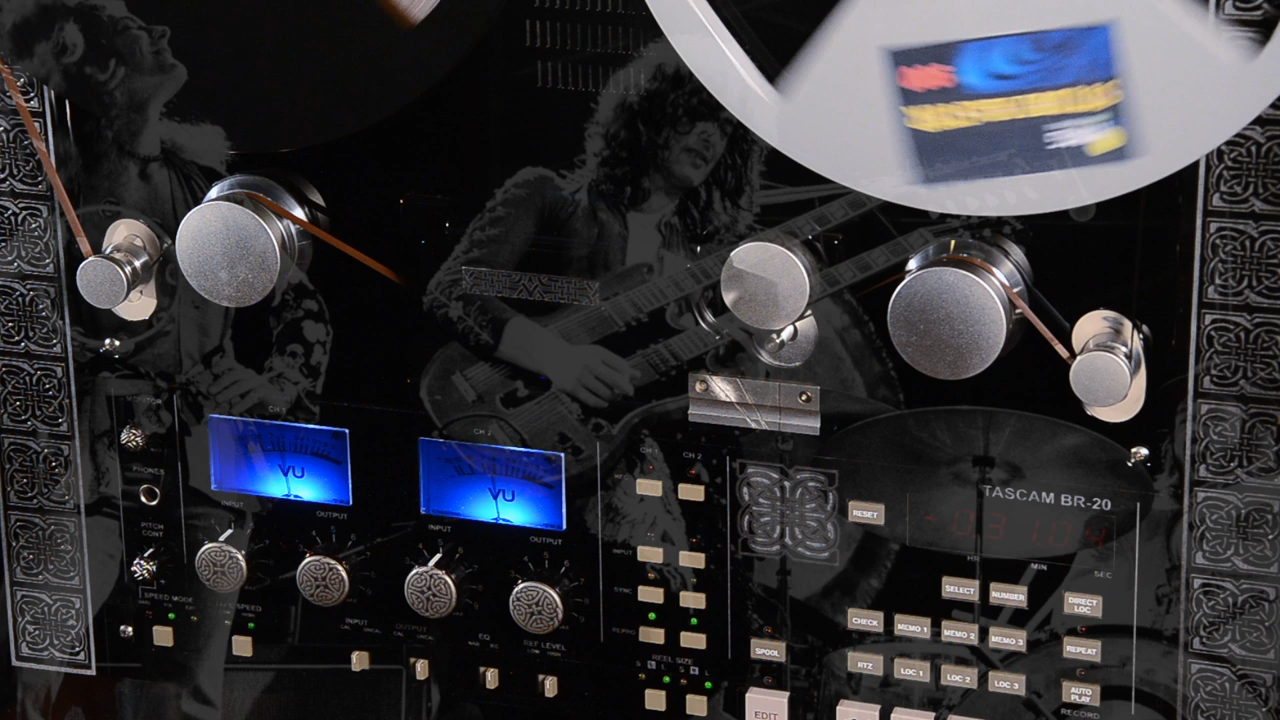 MONITOR
CH 1
CH 2
PHONES
VU
VU
INPUT
OUTPUT
INPUT
OUTPUT
PITCH
CONT
SPEED MODE
INPUT
OUTPUT
EQ
REF LEVEL
CH 1
CH 2
INPUT
SYNC
REPRO
REEL SIZE
S L S L
TASCAM BR-20
RESET
HR
MIN
SEC
SELECT
NUMBER
DIRECT
LOC
CHECK
MEMO 1
MEMO 2
MEMO 3
REPEAT
SPOOL
RTZ
LOC 1
LOC 2
LOC 3
AUTO
PLAY
RECORD
EDIT